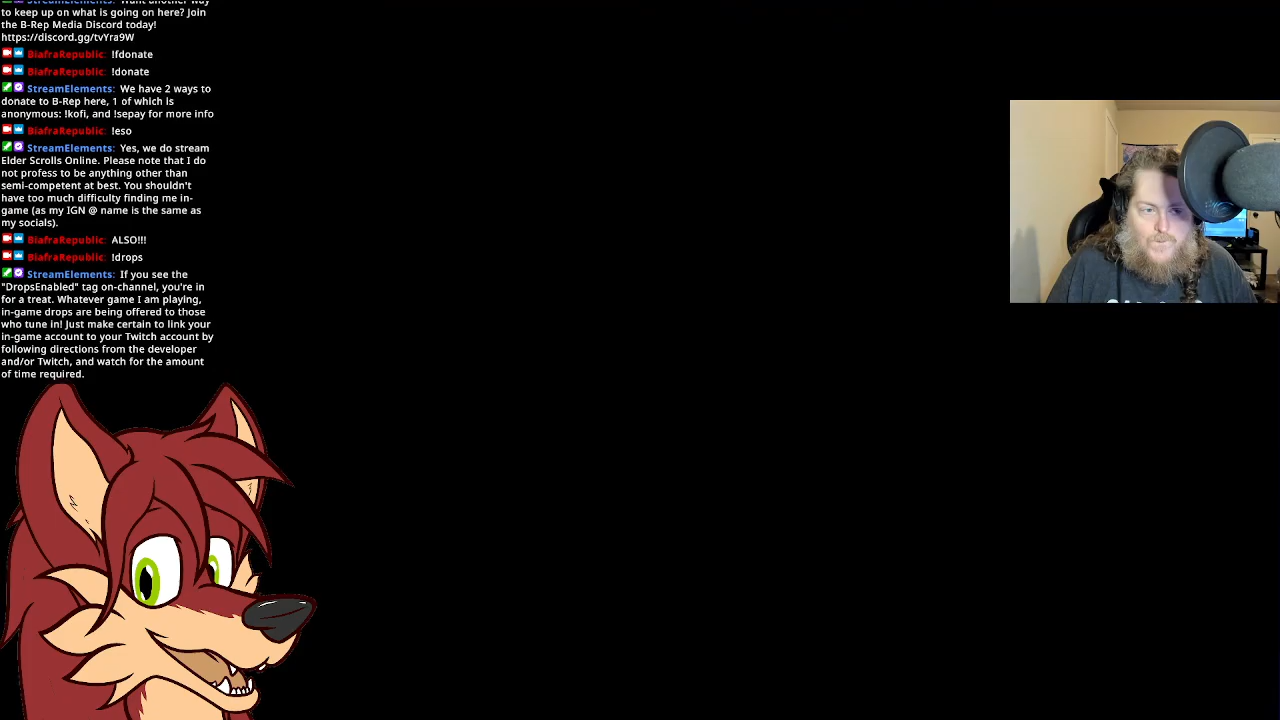 StreamElements: Want another way
to keep up on what is going on here? Join
the B-Rep Media Discord today!
https://discord.gg/tvYra9W
BiafraRepublic: !fdonate
BiafraRepublic: !donate
StreamElements: We have 2 ways to
donate to B-Rep here, 1 of which is
anonymous: !kofi, and !sepay for more info
BiafraRepublic: !eso
StreamElements: Yes, we do stream
Elder Scrolls Online. Please note that I do
not profess to be anything other than
semi-competent at best. You shouldn't
have too much difficulty finding me in-
game (as my IGN @ name is the same as
my socials).
BiafraRepublic: ALSO!!!
BiafraRepublic: !drops
StreamElements: If you see the
"DropsEnabled" tag on-channel, you're in
for a treat. Whatever game I am playing,
in-game drops are being offered to those
who tune in! Just make certain to link your
in-game account to your Twitch account by
following directions from the developer
and/or Twitch, and watch for the amount
of time required.